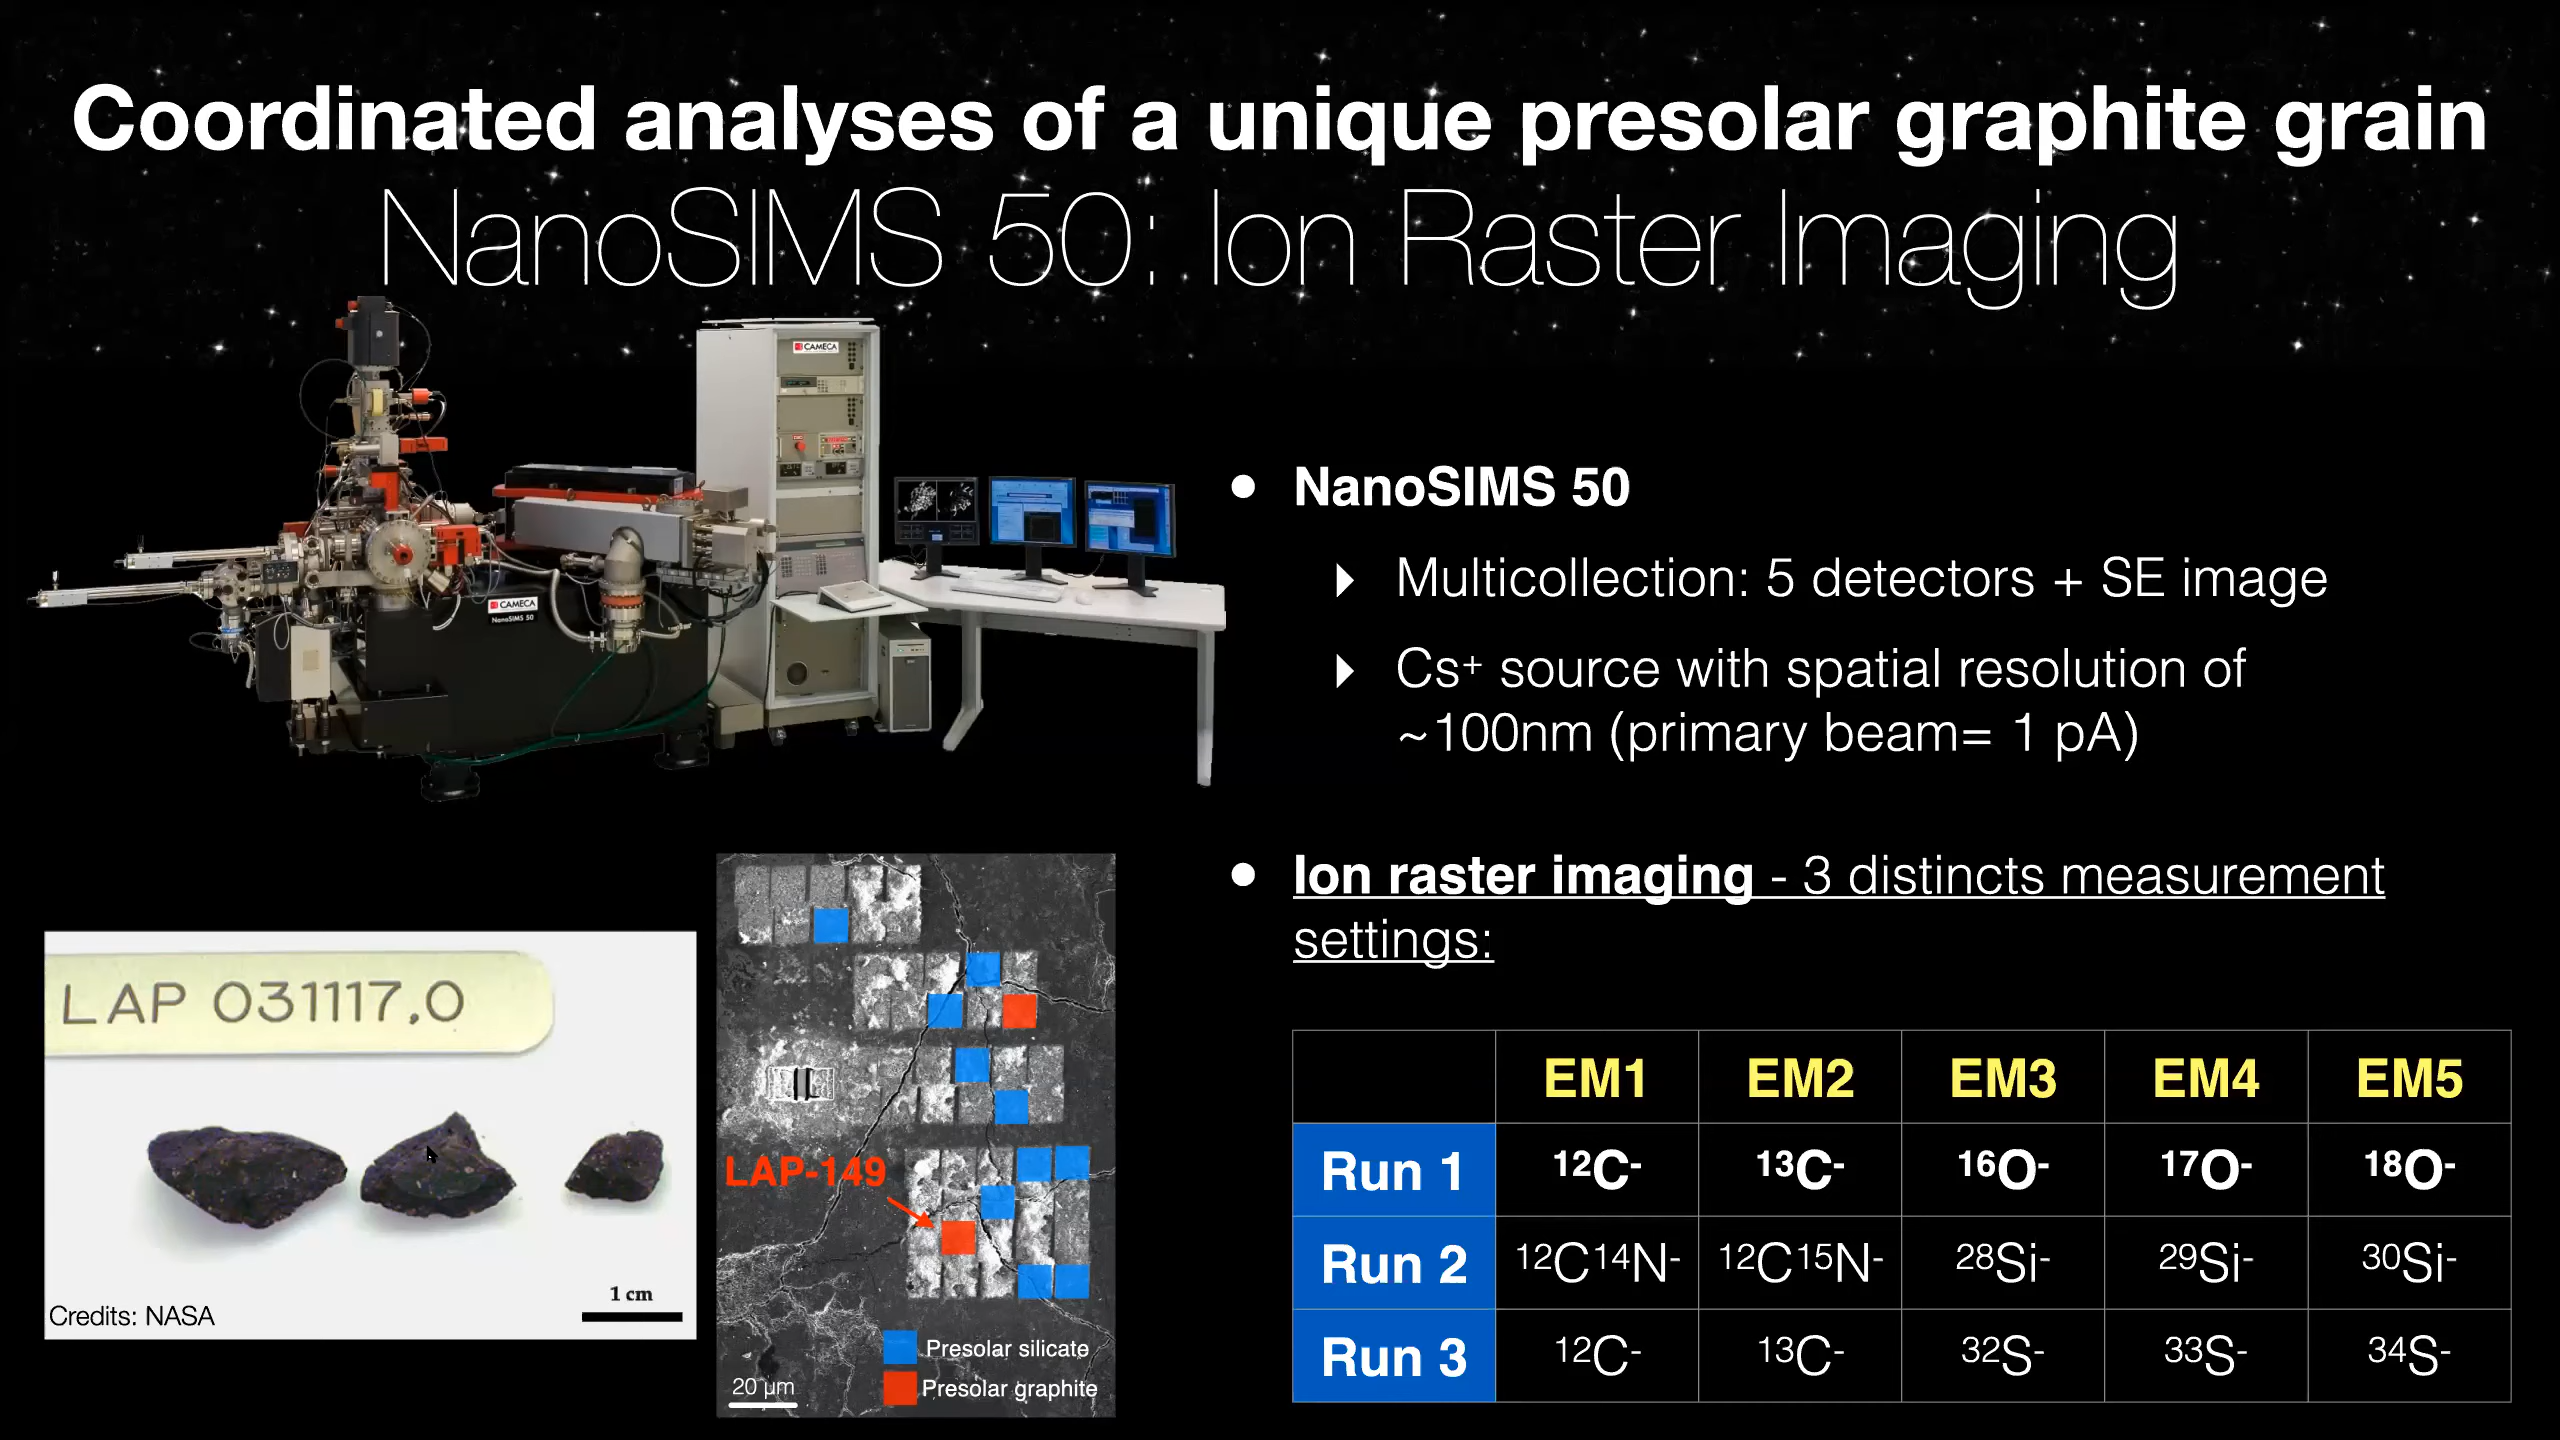 Coordinated analyses of a unique presolar graphite grain
NanoSIMS 50: Ion Raster Imaging
CAMECA
CAMECA
NanoSIMS 50
• NanoSIMS 50
▸ Multicollection: 5 detectors + SE image
▸ Cs⁺ source with spatial resolution of
~100nm (primary beam= 1 pA)
• Ion raster imaging - 3 distincts measurement
settings:
LAP 031117,0
1 cm
Credits: NASA
LAP-149
Presolar silicate
Presolar graphite
20 µm
EM1 EM2 EM3 EM4 EM5
Run 1 ¹²C- ¹³C- ¹⁶O- ¹⁷O- ¹⁸O-
Run 2 ¹²C¹⁴N- ¹²C¹⁵N- ²⁸Si- ²⁹Si- ³⁰Si-
Run 3 ¹²C- ¹³C- ³²S- ³³S- ³⁴S-